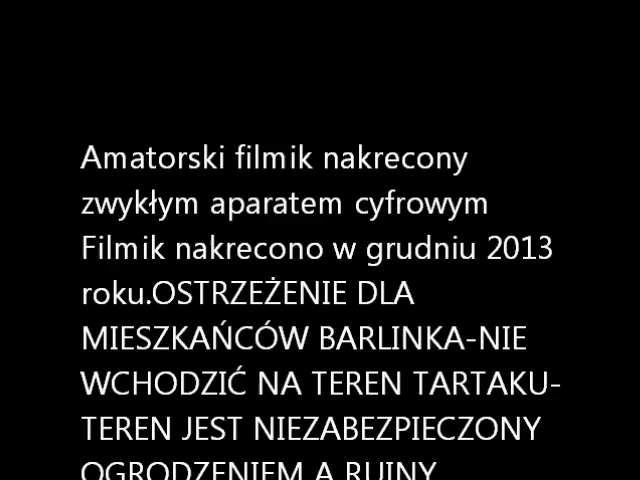 Amatorski filmik nakrecony
zwykłym aparatem cyfrowym
Filmik nakrecono w grudniu 2013
roku.OSTRZEŻENIE DLA
MIESZKAŃCÓW BARLINKA-NIE
WCHODZIĆ NA TEREN TARTAKU-
TEREN JEST NIEZABEZPIECZONY
OGRODZENIEM A RUINY